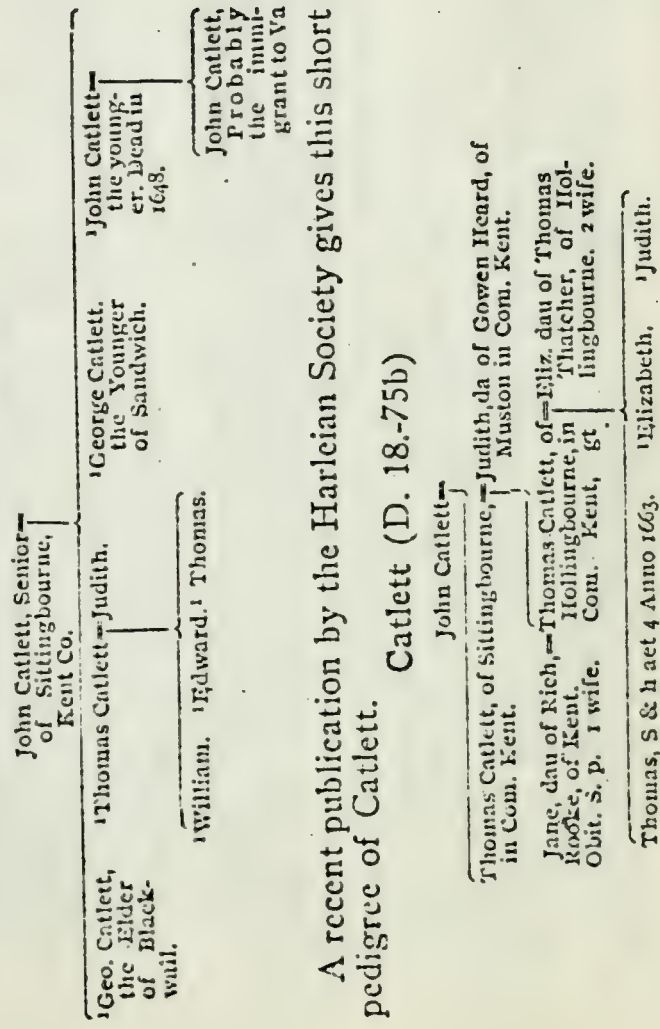 John Catlett, Senior=
of Sittingbourne,
Kent Co.
¹Geo. Catlett,
the Elder
of Black-
wall.
¹Thomas Catlett=Judith.
¹George Catlett.
the Younger
of Sandwich.
¹John Catlett=
the young-
er. Dead in
1648.
¹William. ¹Edward. ¹ Thomas.
John Catlett,
Probably
the immi-
grant to Va
A recent publication by the Harleian Society gives this short
pedigree of Catlett.
Catlett (D. 18.-75b)
John Catlett=
Thomas Catlett, of Sittingbourne,=Judith, da of Gowen Heard, of
in Com. Kent.
Muston in Com. Kent.
Jane, dau of Rich,=Thomas Catlett, of=Eliz. dau of Thomas
Rooke, of Kent. Hollingbourne, in Thatcher, of Hol-
Obit. s. p. 1 wife. Com. Kent, gt lingbourne. 2 wife.
Thomas, S & h aet 4 Anno 1663. ¹Elizabeth, ¹Judith.